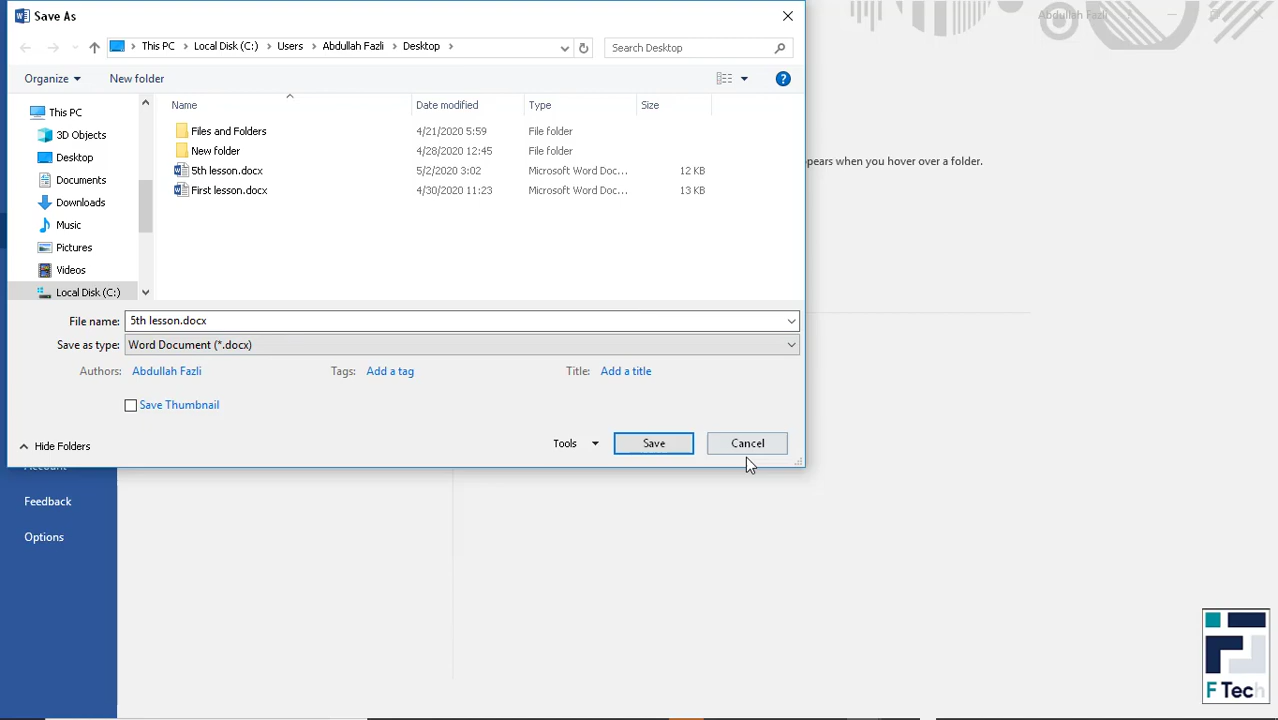 Save As
Abdullah Fazli
This PC Local Disk (C:) Users Abdullah Fazli Desktop
Search Desktop
Organize New folder
?
Name Date modified Type Size
This PC
3D Objects
Desktop
Documents
Downloads
Music
Pictures
Videos
Local Disk (C:)
Files and Folders 4/21/2020 5:59 File folder
New folder 4/28/2020 12:45 File folder
5th lesson.docx 5/2/2020 3:02 Microsoft Word Doc... 12 KB
First lesson.docx 4/30/2020 11:23 Microsoft Word Doc... 13 KB
when you hover over a folder.
File name: 5th lesson.docx
Save as type: Word Document (*.docx)
Authors: Abdullah Fazli Tags: Add a tag Title: Add a title
Save Thumbnail
Hide Folders
Tools Save Cancel
Account
Feedback
Options
F Tech